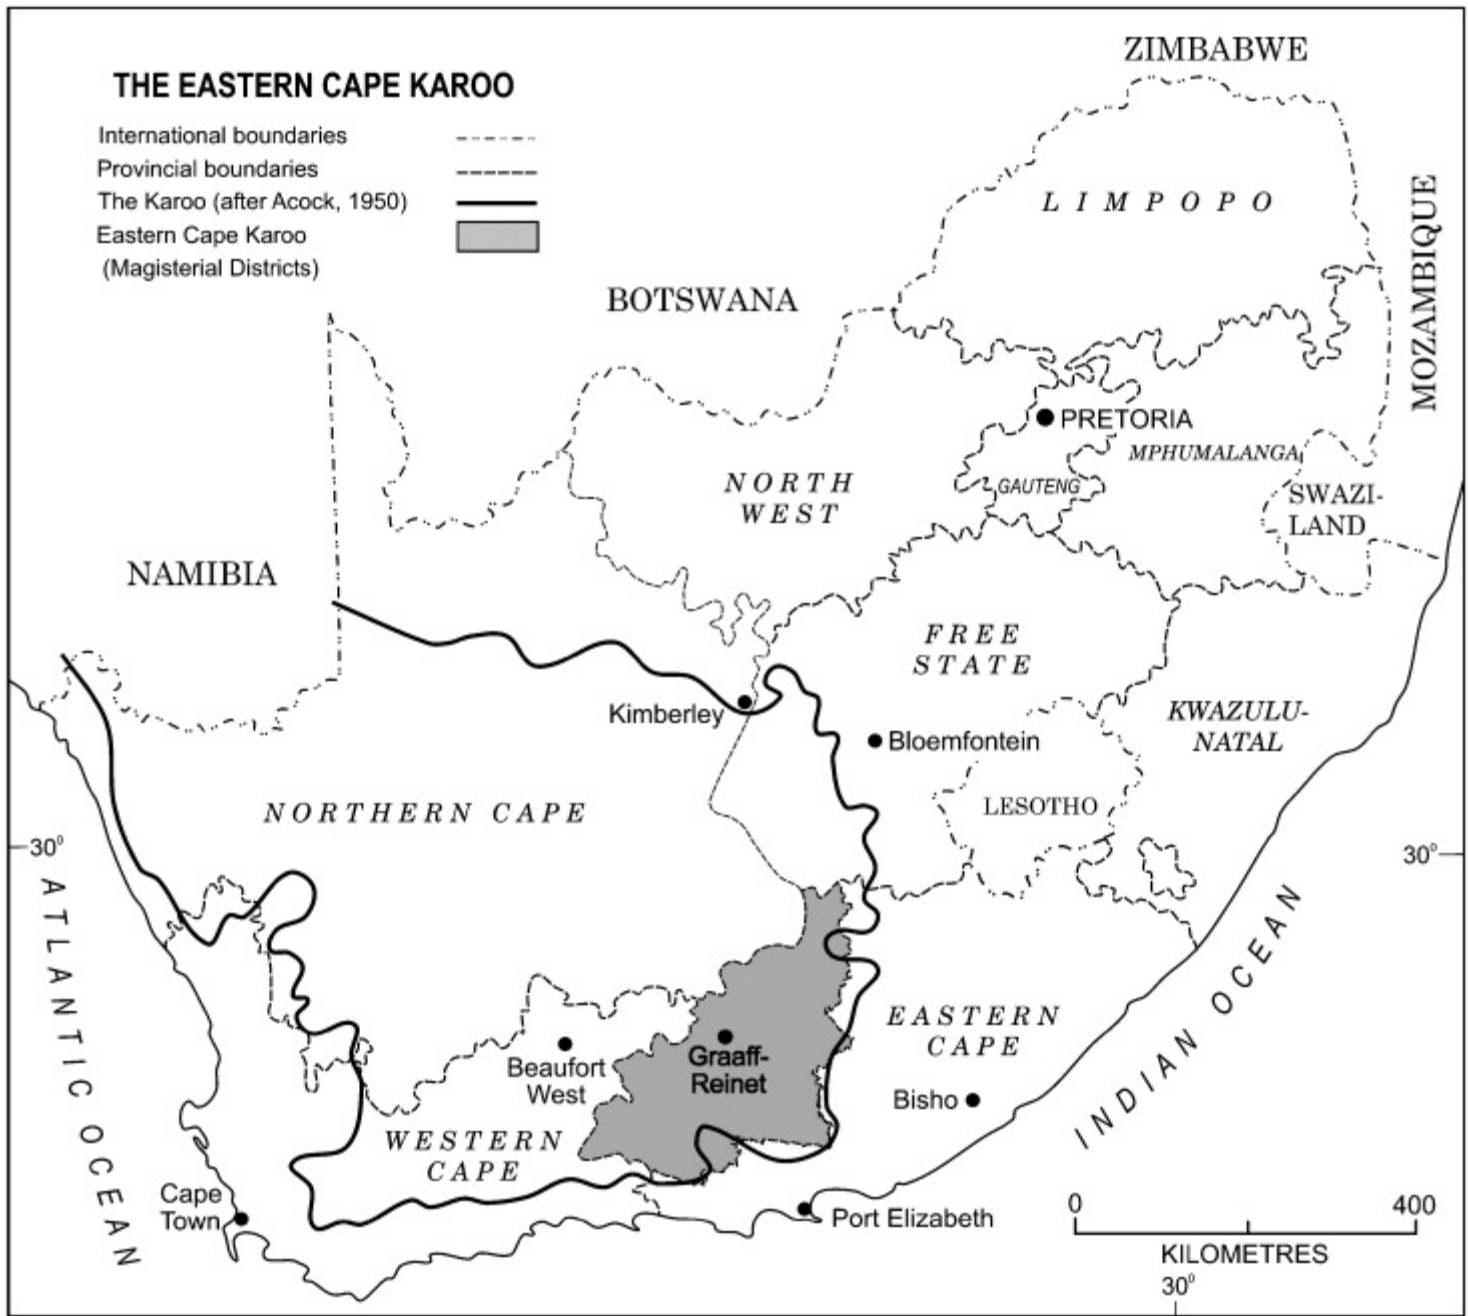 THE EASTERN CAPE KAROO
International boundaries
Provincial boundaries
The Karoo (after Acock, 1950)
Eastern Cape Karoo
(Magisterial Districts)
ZIMBABWE
LIMPOPO
MOZAMBIQUE
BOTSWANA
PRETORIA
MPHUMALANGA
GAUTENG
NORTH
WEST
SWAZI-
LAND
NAMIBIA
FREE
STATE
Kimberley
KWAZULU-
NATAL
Bloemfontein
NORTHERN CAPE
LESOTHO
30⁰
30⁰
ATLANTIC OCEAN
INDIAN OCEAN
EASTERN
CAPE
Graaff-
Reinet
Beaufort
West
Bisho
WESTERN
CAPE
Cape
Town
Port Elizabeth
0
400
KILOMETRES
30⁰